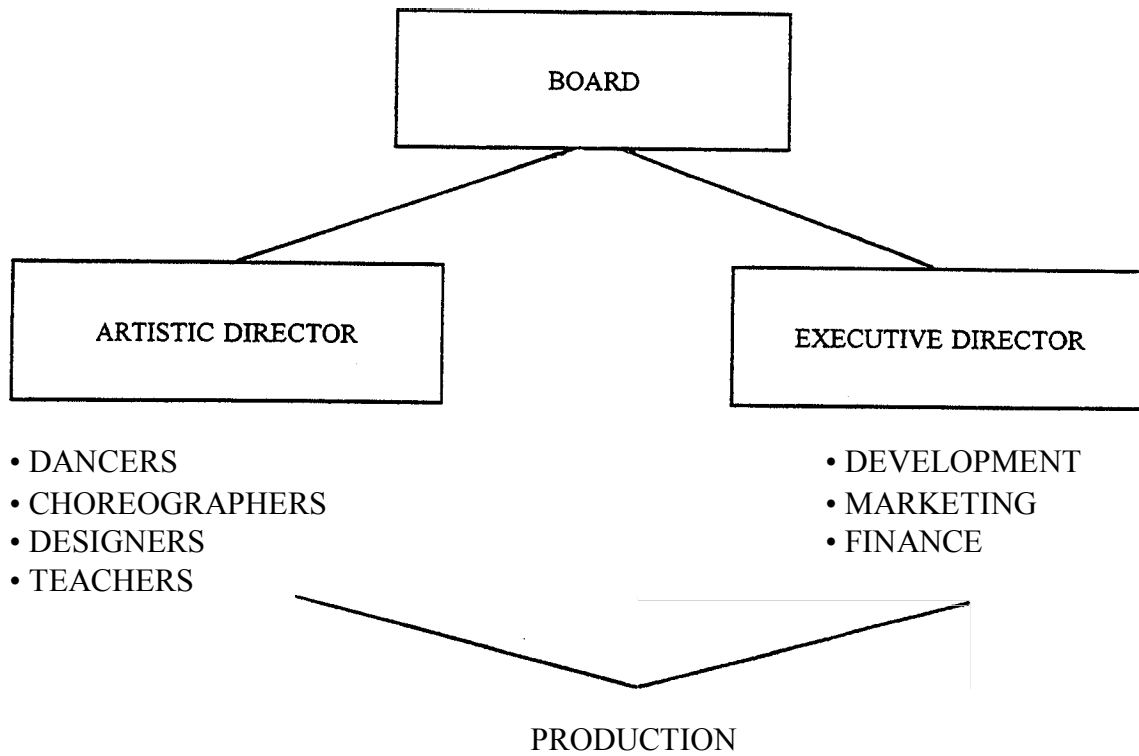 BOARD
ARTISTIC DIRECTOR
EXECUTIVE DIRECTOR
• DANCERS
• CHOREOGRAPHERS
• DESIGNERS
• TEACHERS
• DEVELOPMENT
• MARKETING
• FINANCE
PRODUCTION